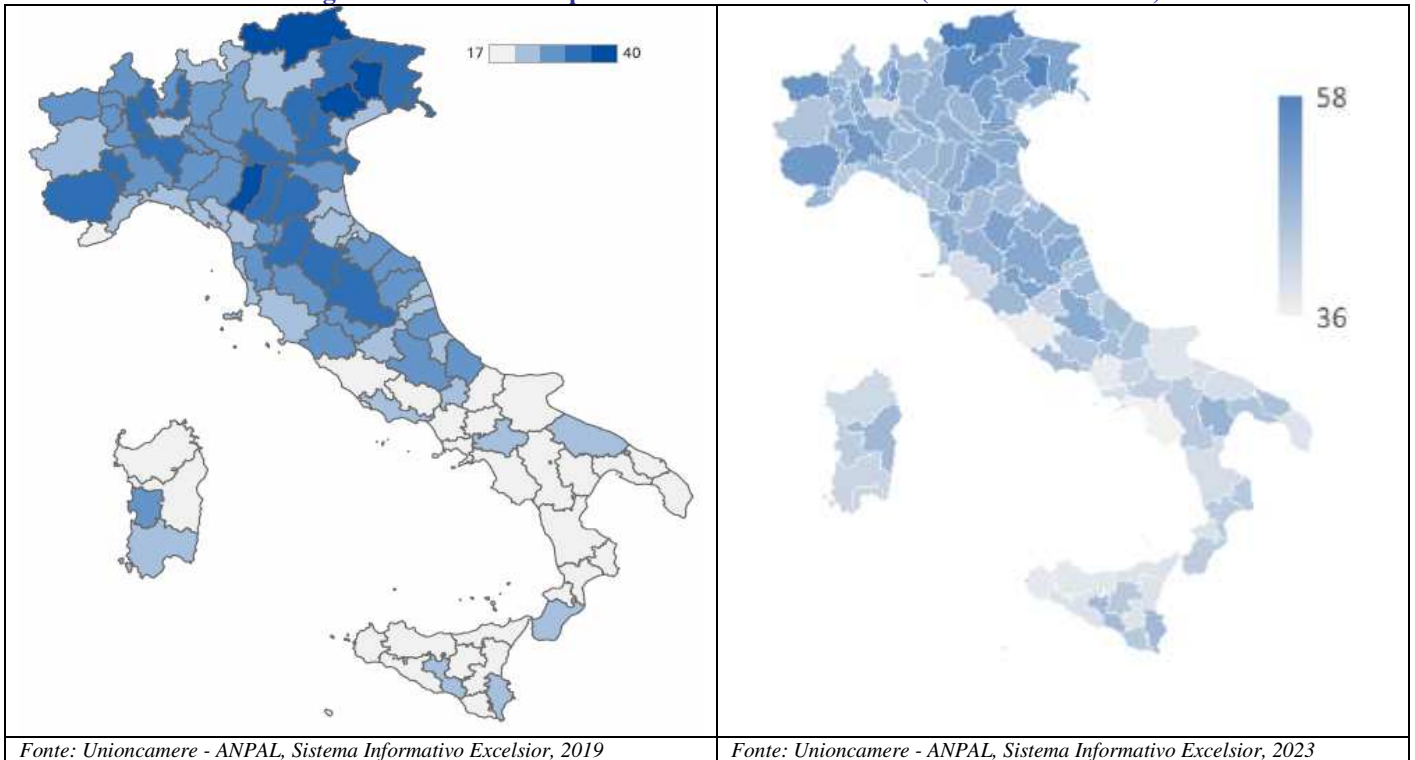 17 40
58
36
Fonte: Unioncamere - ANPAL, Sistema Informativo Excelsior, 2019
Fonte: Unioncamere - ANPAL, Sistema Informativo Excelsior, 2023